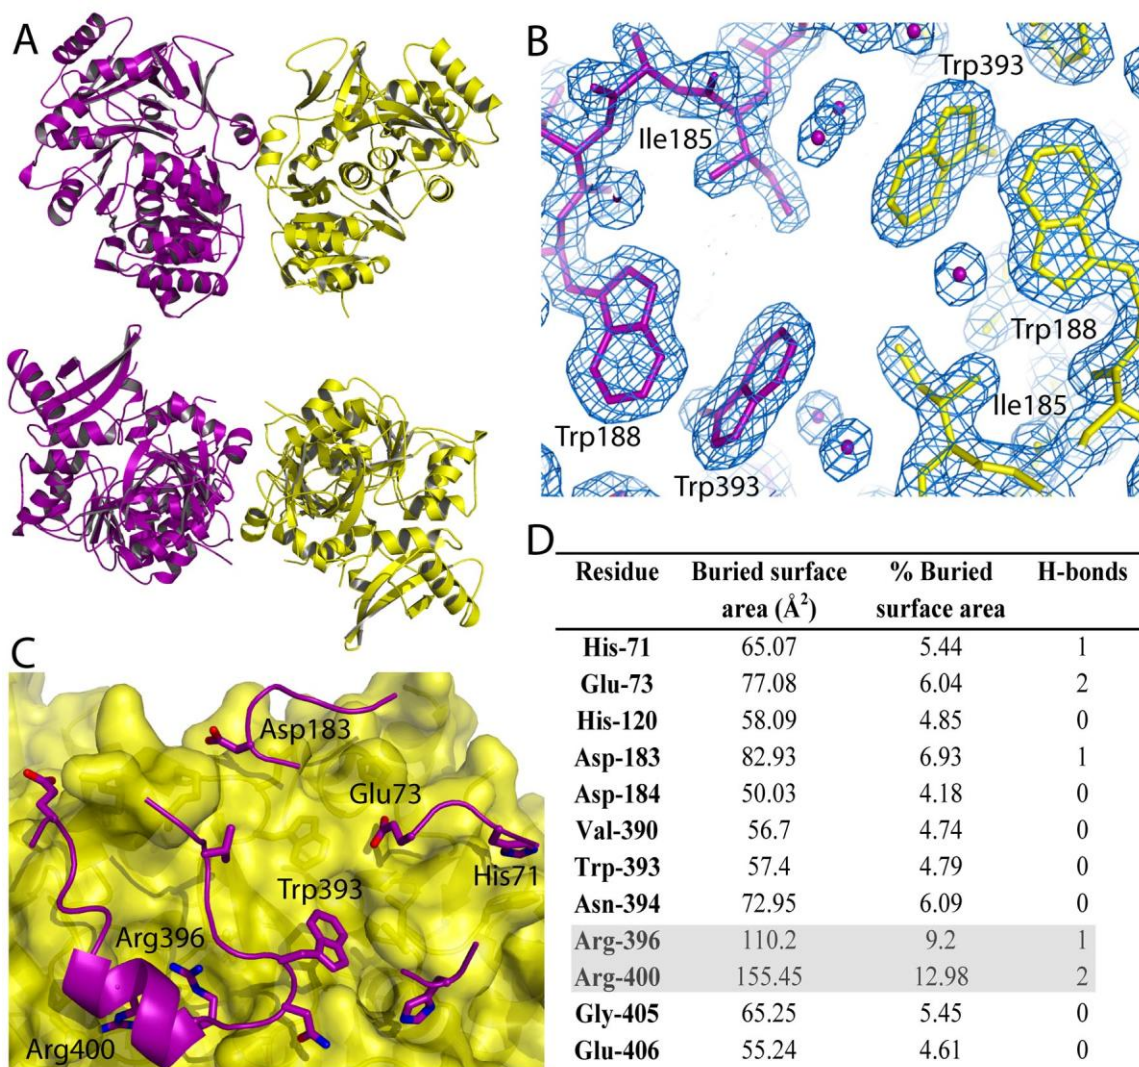 A
B
Trp393
Ile185
Trp188
Ile185
Trp188
Trp393
C
Asp183
Glu73
His71
Trp393
Arg396
Arg400
D
Residue Buried surface area (Å²) % Buried surface area H-bonds
His-71 65.07 5.44 1
Glu-73 77.08 6.04 2
His-120 58.09 4.85 0
Asp-183 82.93 6.93 1
Asp-184 50.03 4.18 0
Val-390 56.7 4.74 0
Trp-393 57.4 4.79 0
Asn-394 72.95 6.09 0
Arg-396 110.2 9.2 1
Arg-400 155.45 12.98 2
Gly-405 65.25 5.45 0
Glu-406 55.24 4.61 0